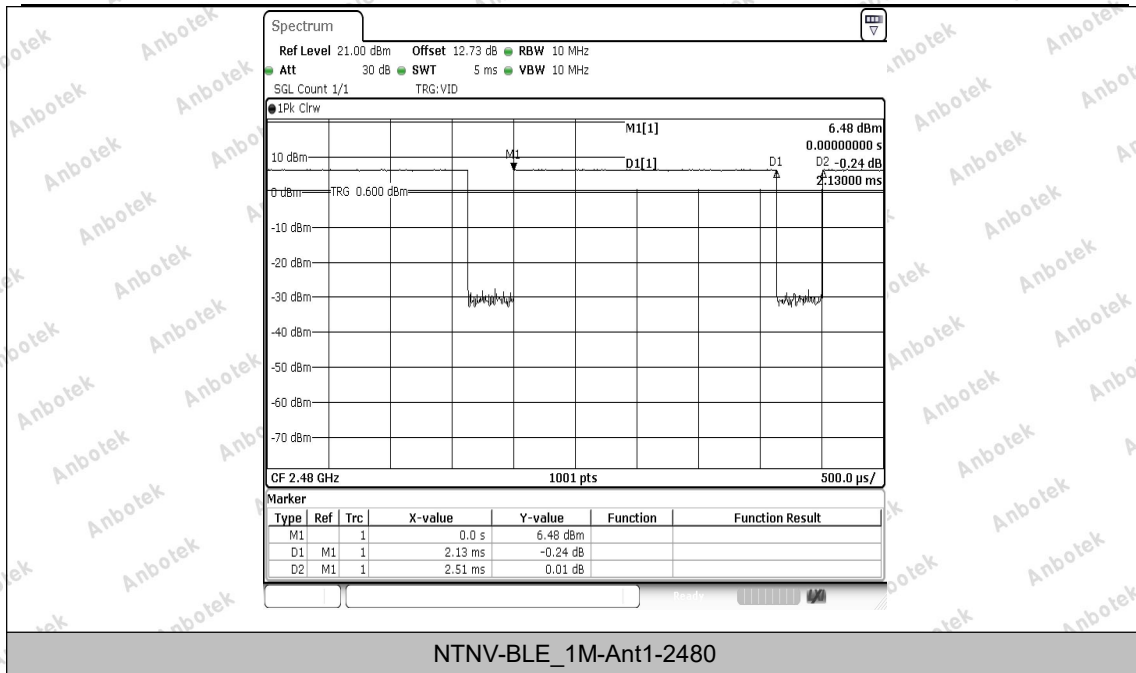 Spectrum
Ref Level 21.00 dBm Offset 12.73 dB RBW 10 MHz
Att 30 dB SWT 5 ms VBW 10 MHz
SGL Count 1/1 TRG:VID
1Pk Clrw
M1[1] 6.48 dBm
0.00000000 s
10 dBm M1 D1[1] D1 D2 -0.24 dB
2.13000 ms
0 dBm TRG 0.600 dBm
-10 dBm
-20 dBm
-30 dBm
-40 dBm
-50 dBm
-60 dBm
-70 dBm
CF 2.48 GHz 1001 pts 500.0 µs/
Marker
Type Ref Trc X-value Y-value Function Function Result
M1 1 0.0 s 6.48 dBm
D1 M1 1 2.13 ms -0.24 dB
D2 M1 1 2.51 ms 0.01 dB
Ready
NTNV-BLE_1M-Ant1-2480
Anbotek